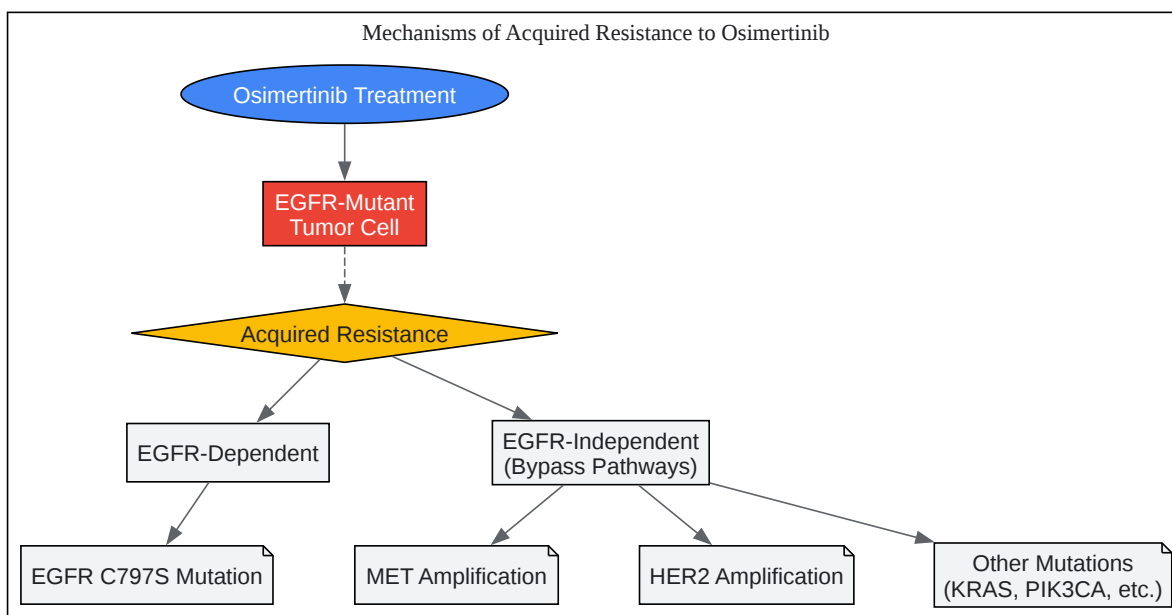 Mechanisms of Acquired Resistance to Osimertinib
Osimertinib Treatment
EGFR-Mutant
Tumor Cell
Acquired Resistance
EGFR-Dependent
EGFR-Independent
(Bypass Pathways)
EGFR C797S Mutation
MET Amplification
HER2 Amplification
Other Mutations
(KRAS, PIK3CA, etc.)